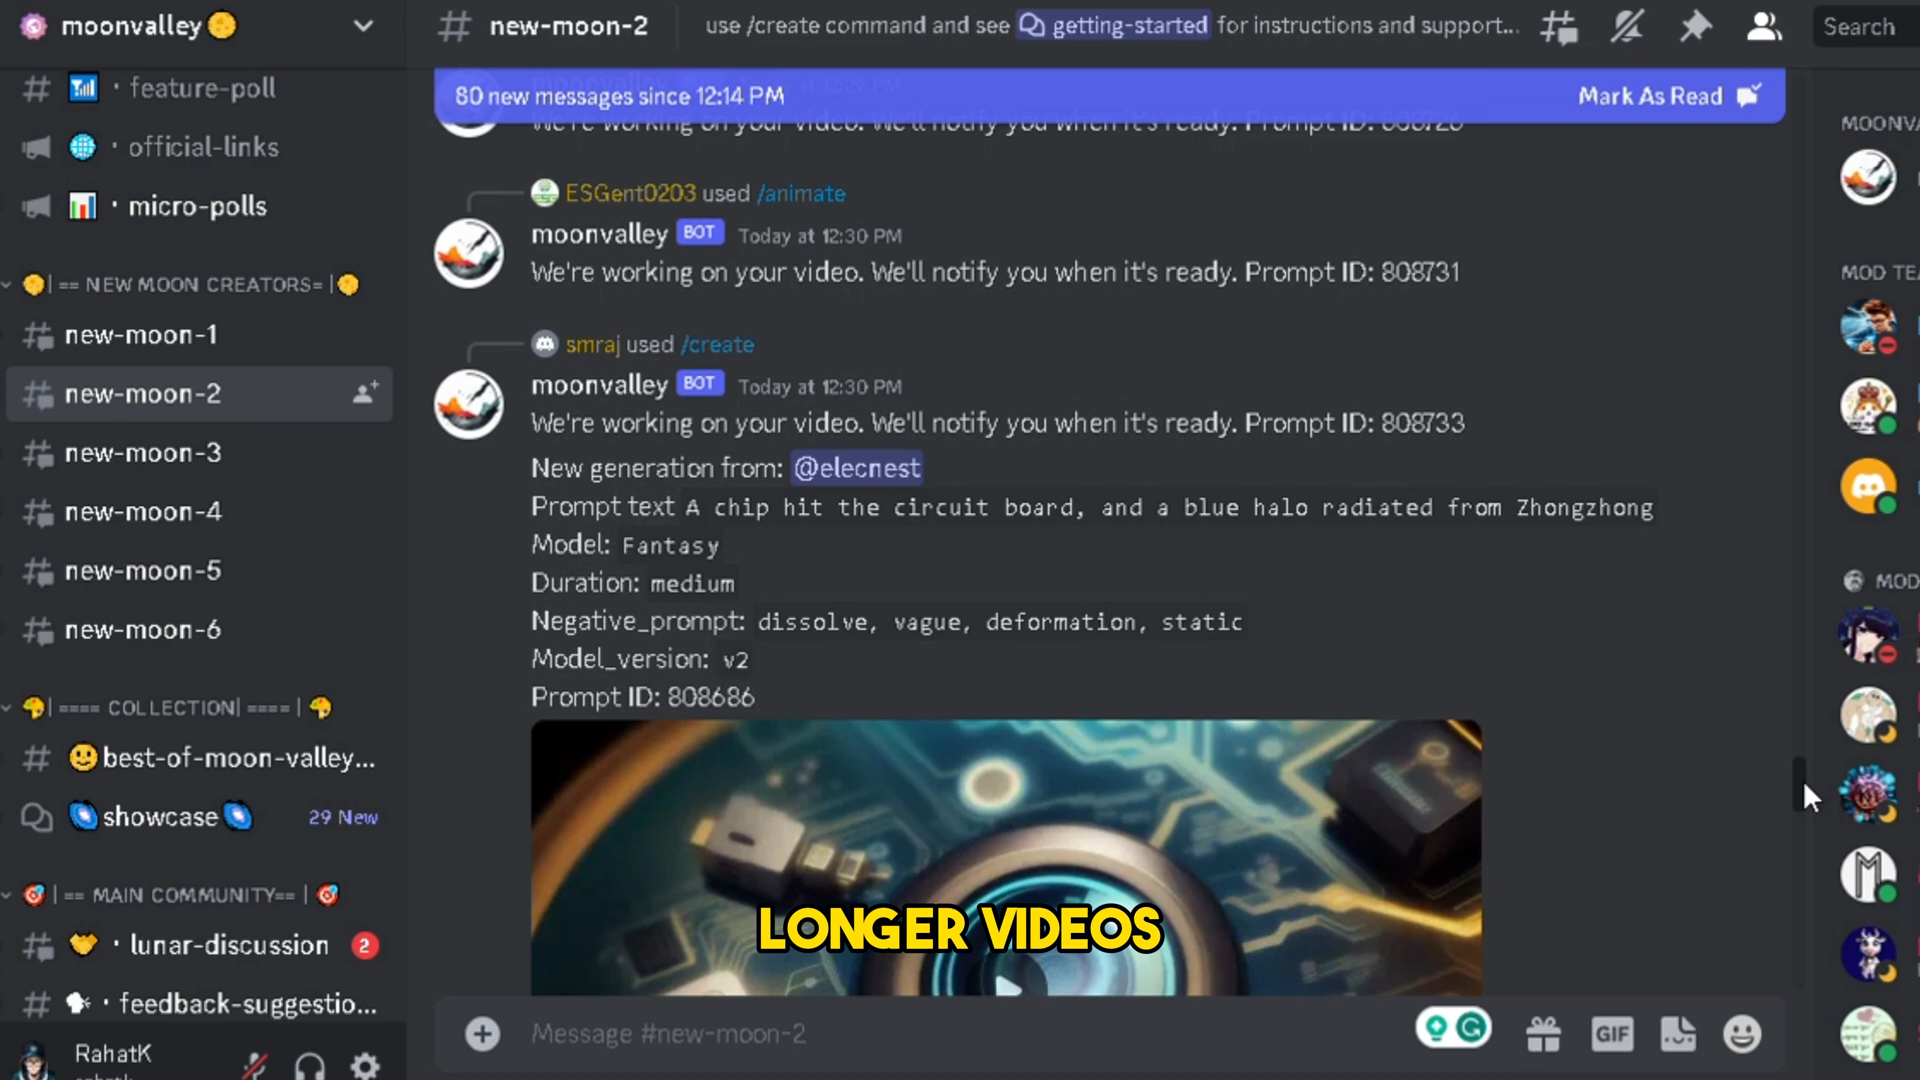 moonvalley
feature-poll
official-links
micro-polls
== NEW MOON CREATORS= |
new-moon-1
new-moon-2
new-moon-3
new-moon-4
new-moon-5
new-moon-6
| ==== COLLECTION| ==== |
best-of-moon-valley...
showcase 29 New
| == MAIN COMMUNITY== |
lunar-discussion 2
feedback-suggestio...
RahatK
new-moon-2 use /create command and see getting-started for instructions and support... Search
80 new messages since 12:14 PM Mark As Read
We're working on your video. We'll notify you when it's ready. Prompt ID: 808726
ESGent0203 used /animate
moonvalley BOT Today at 12:30 PM
We're working on your video. We'll notify you when it's ready. Prompt ID: 808731
smraj used /create
moonvalley BOT Today at 12:30 PM
We're working on your video. We'll notify you when it's ready. Prompt ID: 808733
New generation from: @elecnest
Prompt text A chip hit the circuit board, and a blue halo radiated from Zhongzhong
Model: Fantasy
Duration: medium
Negative_prompt: dissolve, vague, deformation, static
Model_version: v2
Prompt ID: 808686
LONGER VIDEOS
Message #new-moon-2
GIF
MOONVA
MOD TEA
MOD